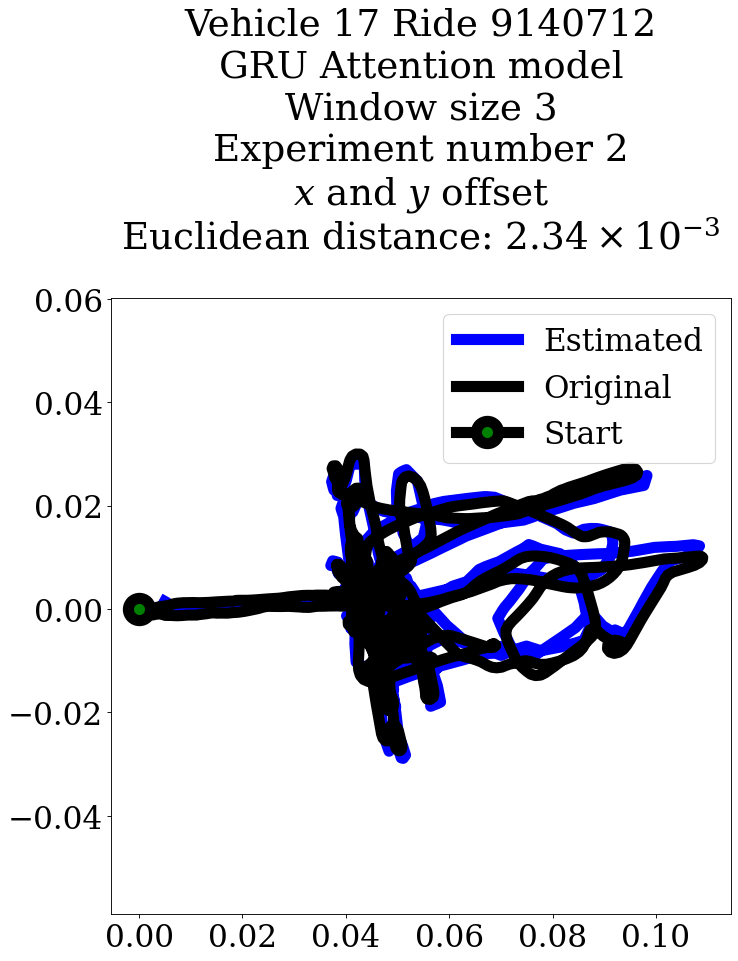 Vehicle 17 Ride 9140712
GRU Attention model
Window size 3
Experiment number 2
x and y offset
Euclidean distance: 2.34 × 10⁻³
0.06
0.04
0.02
0.00
−0.02
−0.04
Estimated
Original
Start
0.00 0.02 0.04 0.06 0.08 0.10